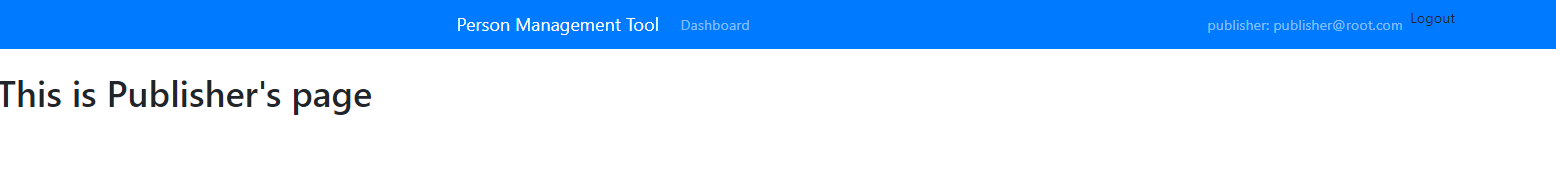 Person Management Tool Dashboard publisher: publisher@root.com Logout
This is Publisher's page